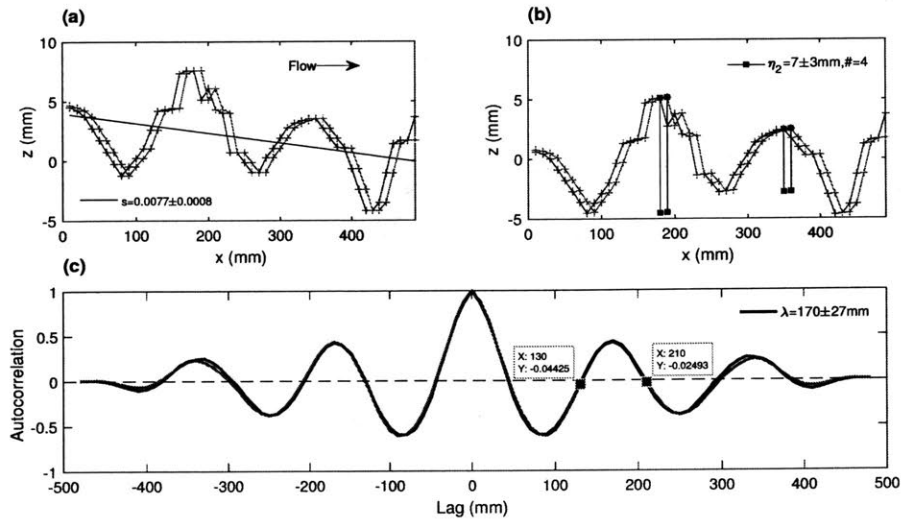 (a)
10
5
0
-5
z (mm)
Flow
s=0.0077±0.0008
0 100 200 300 400
x (mm)
(b)
10
5
0
-5
z (mm)
η₂=7±3mm,#=4
0 100 200 300 400
x (mm)
(c)
1
0.5
0
-0.5
-1
Autocorrelation
λ=170±27mm
X: 130
Y: -0.04425
X: 210
Y: -0.02493
-500 -400 -300 -200 -100 0 100 200 300 400 500
Lag (mm)